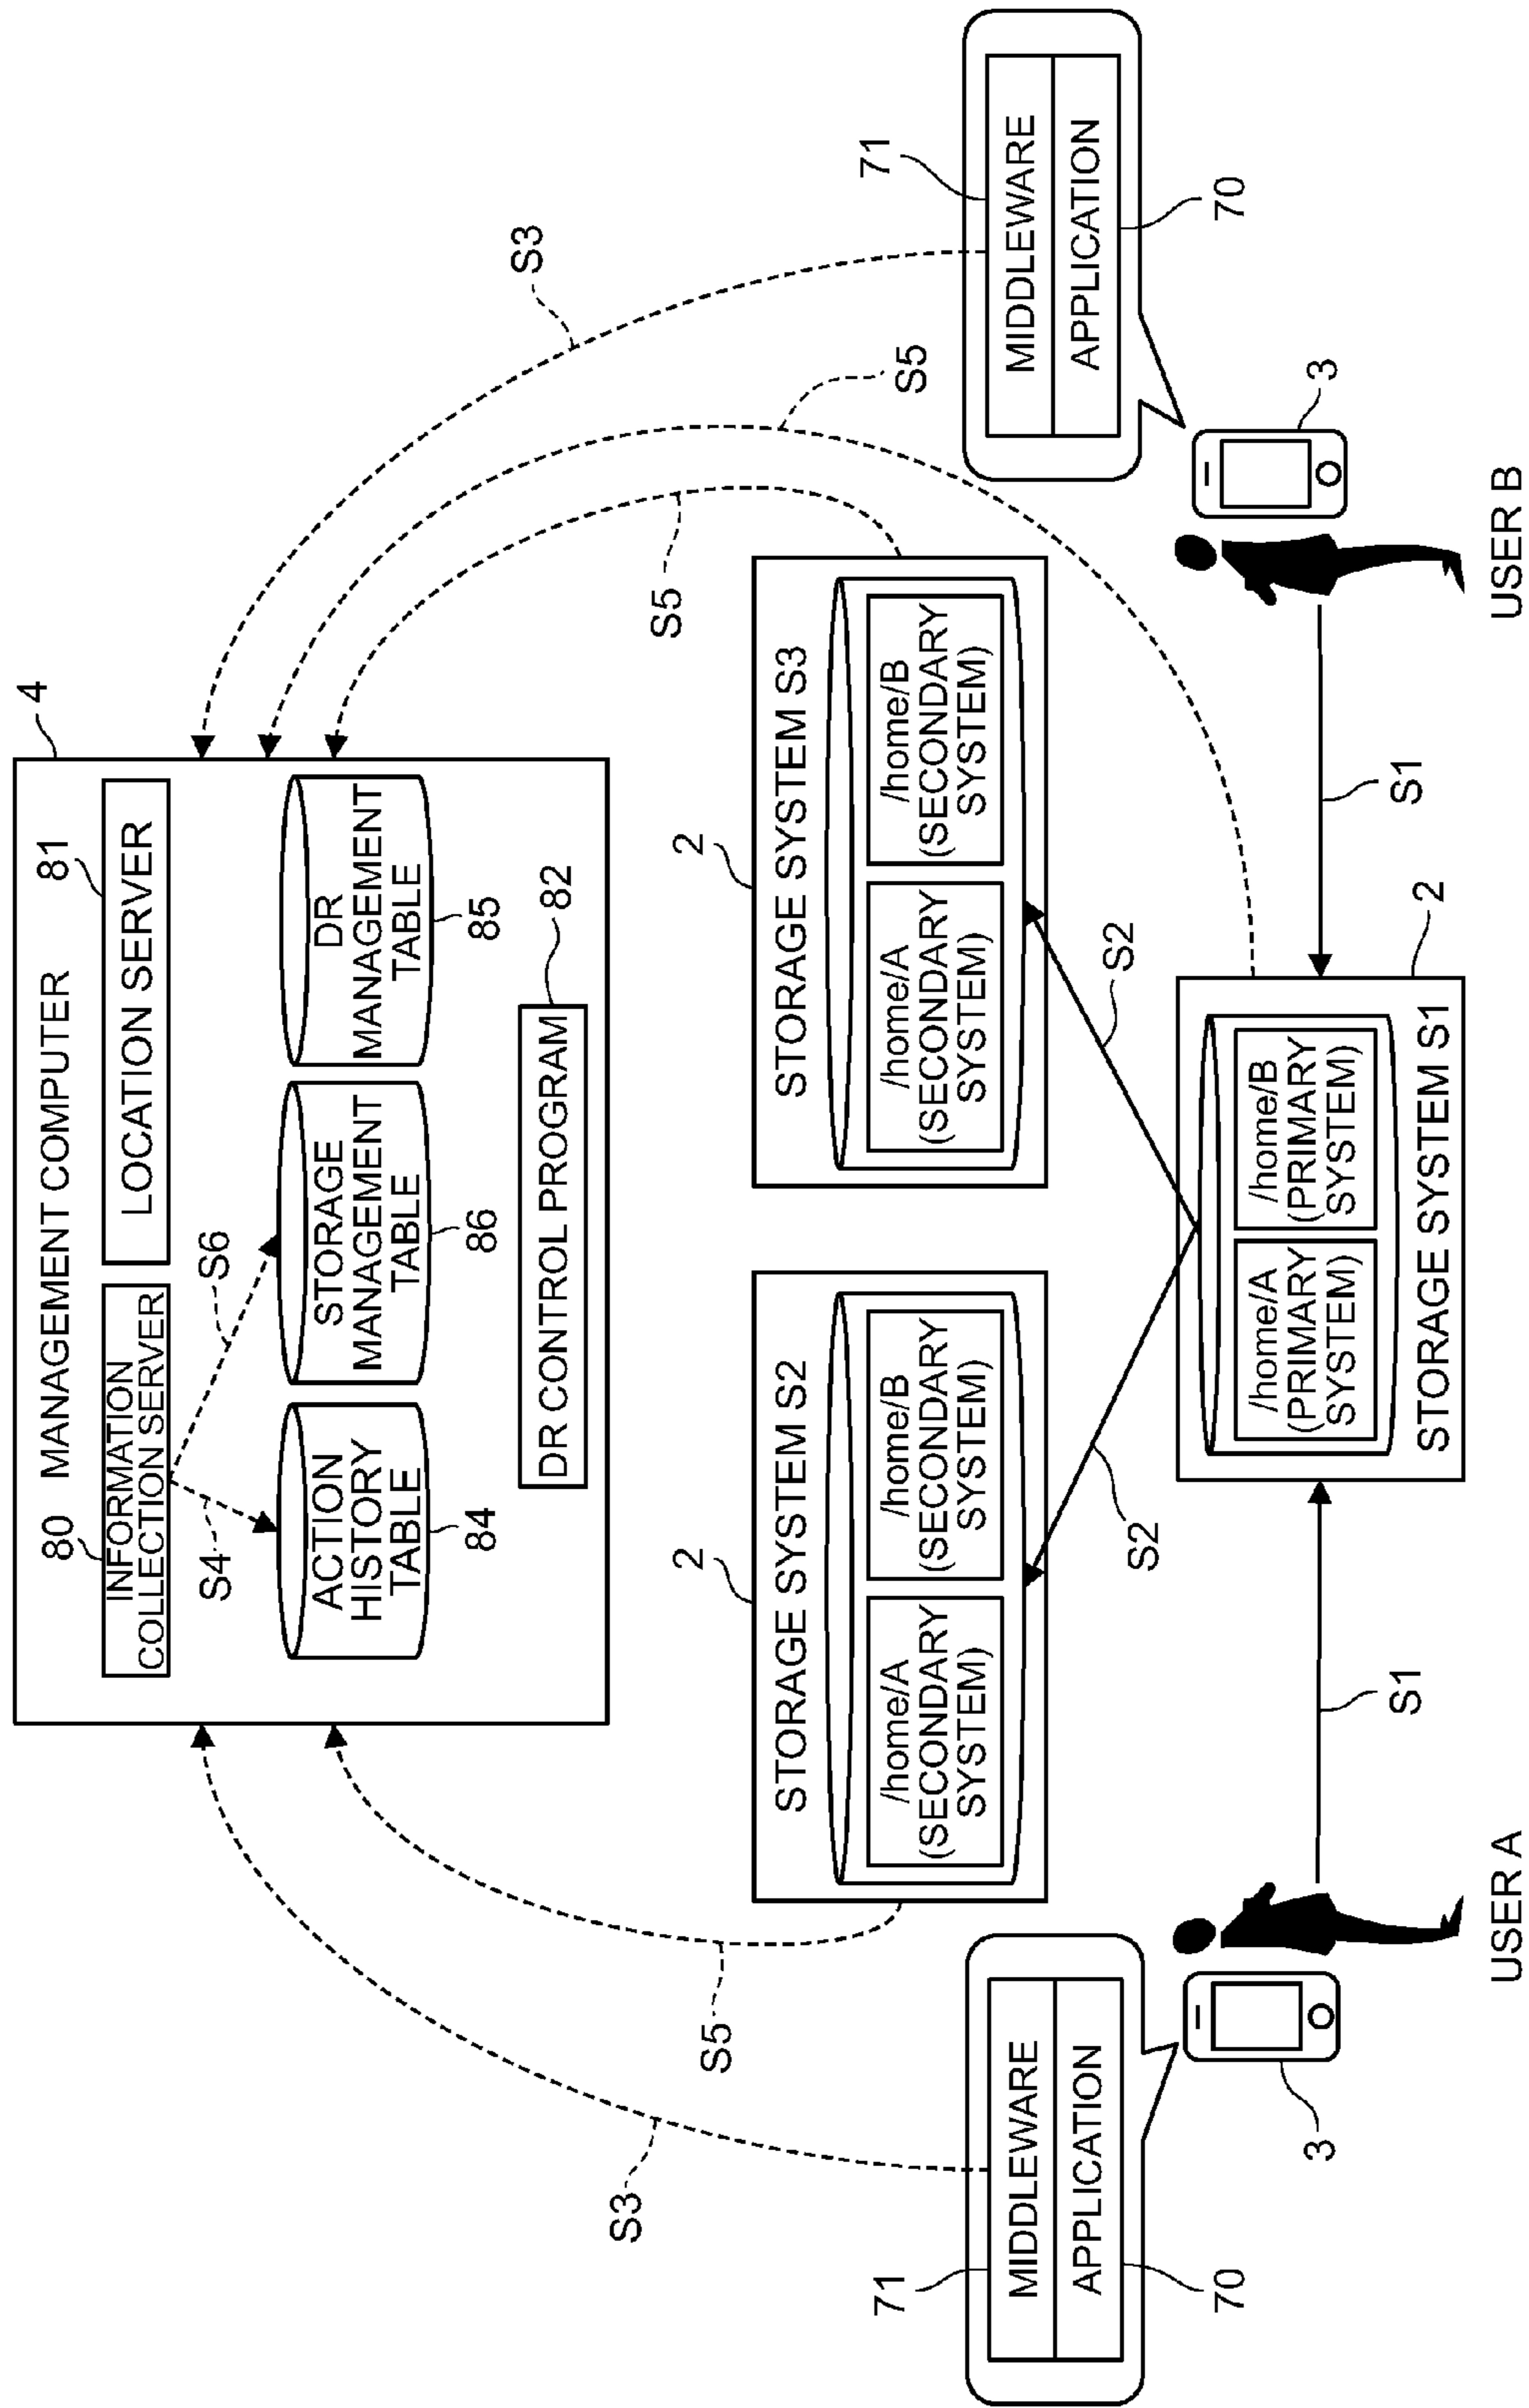 4
80
MANAGEMENT COMPUTER
81
INFORMATION
COLLECTION SERVER
LOCATION SERVER
S4
S6
ACTION
HISTORY
TABLE
84
STORAGE
MANAGEMENT
TABLE
86
DR
MANAGEMENT
TABLE
85
DR CONTROL PROGRAM
82
S3
S5
S5
S5
S3
2
STORAGE SYSTEM S2
/home/A
(SECONDARY
SYSTEM)
/home/B
(SECONDARY
SYSTEM)
2
STORAGE SYSTEM S3
/home/A
(SECONDARY
SYSTEM)
/home/B
(SECONDARY
SYSTEM)
71
MIDDLEWARE
APPLICATION
70
3
USER A
S1
S2
S2
/home/A
(PRIMARY
SYSTEM)
/home/B
(PRIMARY
SYSTEM)
STORAGE SYSTEM S1
2
S1
71
MIDDLEWARE
APPLICATION
70
3
USER B